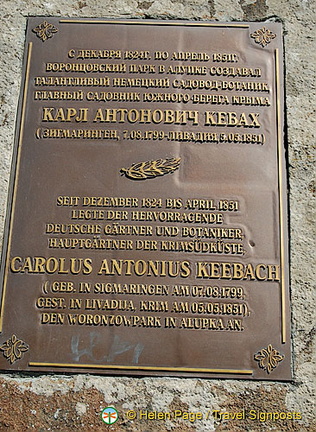 С ДЕКАБРЯ 1824Г. ПО АПРЕЛЬ 1851Г.
ВОРОНЦОВСКИЙ ПАРК В АЛУПКЕ СОЗДАВАЛ
ТАЛАНТЛИВЫЙ НЕМЕЦКИЙ САДОВОД-БОТАНИК,
ГЛАВНЫЙ САДОВНИК ЮЖНОГО БЕРЕГА КРЫМА
КАРЛ АНТОНОВИЧ КЕБАХ
( ЗИГМАРИНГЕН, 7.08.1799-ЛИВАДИЯ, 5.05.1851)
SEIT DEZEMBER 1824 BIS APRIL 1851
LEGTE DER HERVORRAGENDE
DEUTSCHE GÄRTNER UND BOTANIKER,
HAUPTGÄRTNER DER KRIMSÜDKÜSTE,
CAROLUS ANTONIUS KEEBACH
( GEB. IN SIGMARINGEN AM 07.08.1799,
GEST. IN LIVADIJA, KRIM AM 05.05.1851),
DEN WORONZOWPARK IN ALUPKA AN.
© Helen Page / Travel Signposts